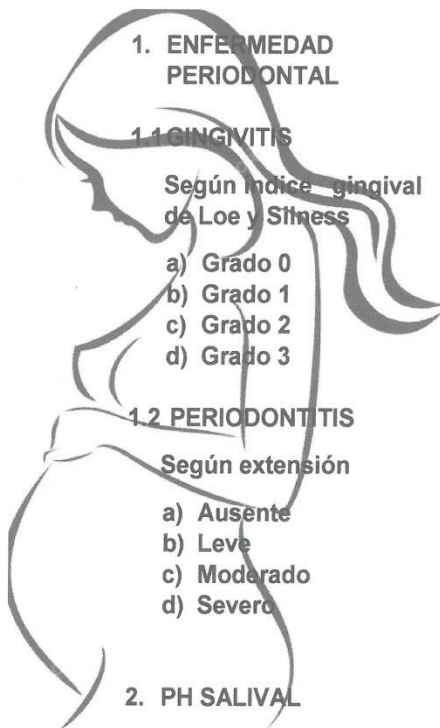 1. ENFERMEDAD
PERIODONTAL
1.1 GINGIVITIS
Según índice gingival
de Loe y Silness
a) Grado 0
b) Grado 1
c) Grado 2
d) Grado 3
1.2 PERIODONTITIS
Según extensión
a) Ausente
b) Leve
c) Moderado
d) Severo
2. PH SALIVAL